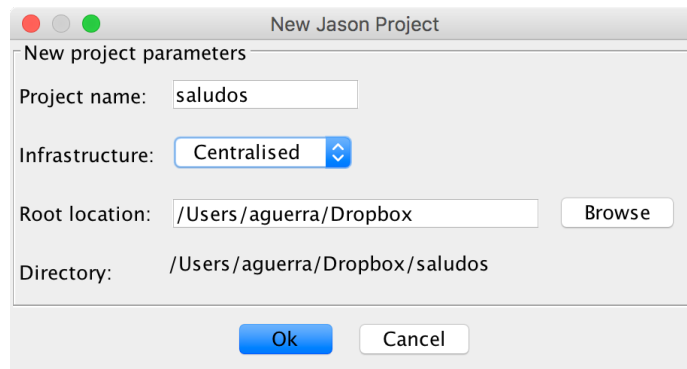 New Jason Project
New project parameters
Project name: saludos
Infrastructure: Centralised
Root location: /Users/aguerra/Dropbox Browse
Directory: /Users/aguerra/Dropbox/saludos
Ok Cancel